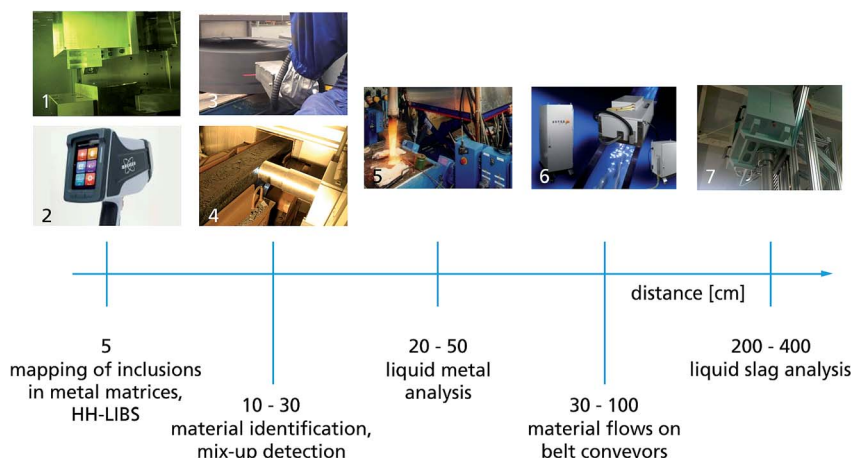 1
2
3
4
5
6
7
distance [cm]
5
mapping of inclusions
in metal matrices,
HH-LIBS
10 - 30
material identification,
mix-up detection
20 - 50
liquid metal
analysis
30 - 100
material flows on
belt conveyors
200 - 400
liquid slag analysis